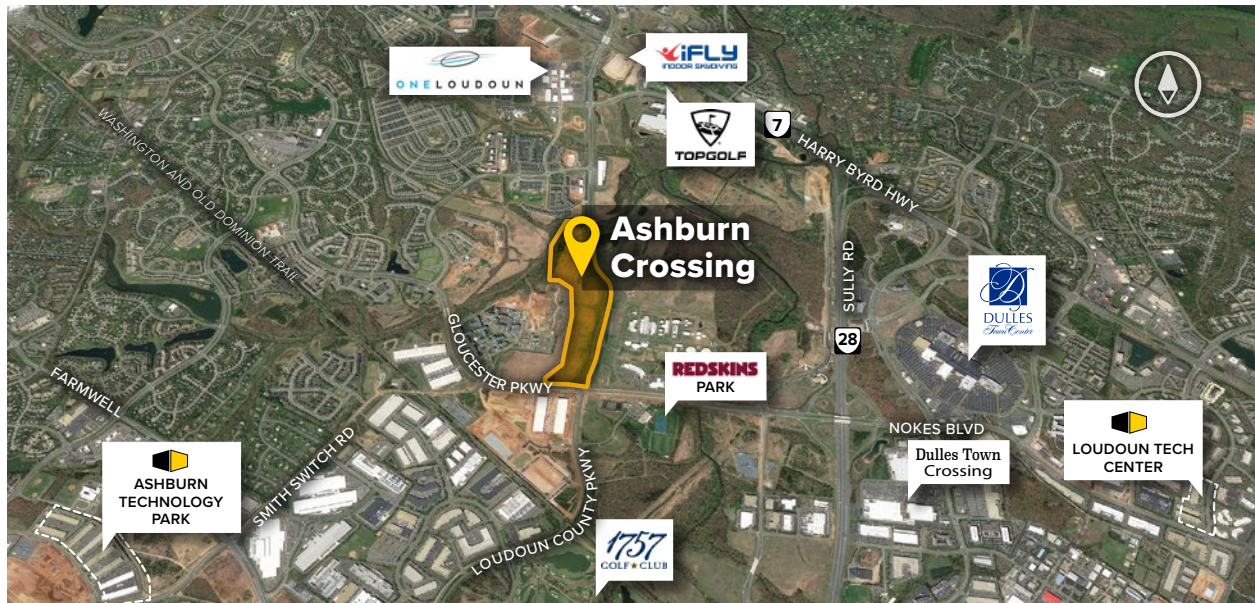 ONELOUDOUN
iFLY
INDOOR SKYDIVING
TOPGOLF
7
HARRY BYRD HWY
WASHINGTON AND OLD DOMINION TRAIL
Ashburn
Crossing
SULLY RD
28
DULLES
Town Center
GLOUCESTER PKWY
REDSKINS
PARK
FARMWELL
SMITH SWITCH RD
NOKES BLVD
Dulles Town
Crossing
LOUDOUN TECH
CENTER
ASHBURN
TECHNOLOGY
PARK
LOUDOUN COUNTY PKWY
1757
GOLF★CLUB